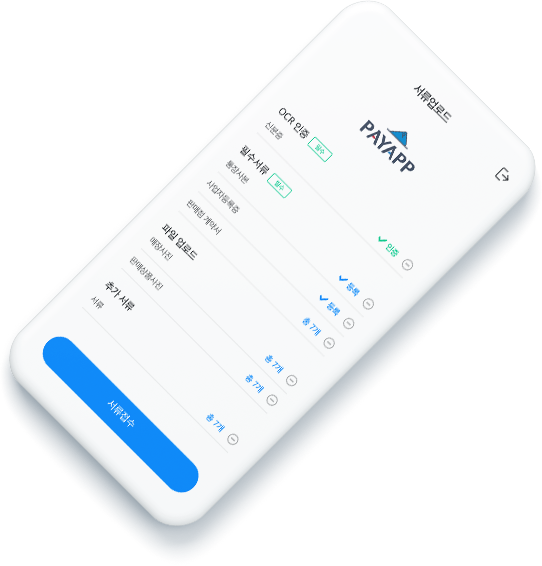 서류업로드
PAYAPP
OCR 인증 필수
신분증 인증
필수서류 필수
통장사본 등록
사업자등록증 등록
판매점 계약서 총 7개
파일 업로드
매장사진 총 7개
판매상품사진 총 7개
추가 서류
서류 총 7개
서류접수